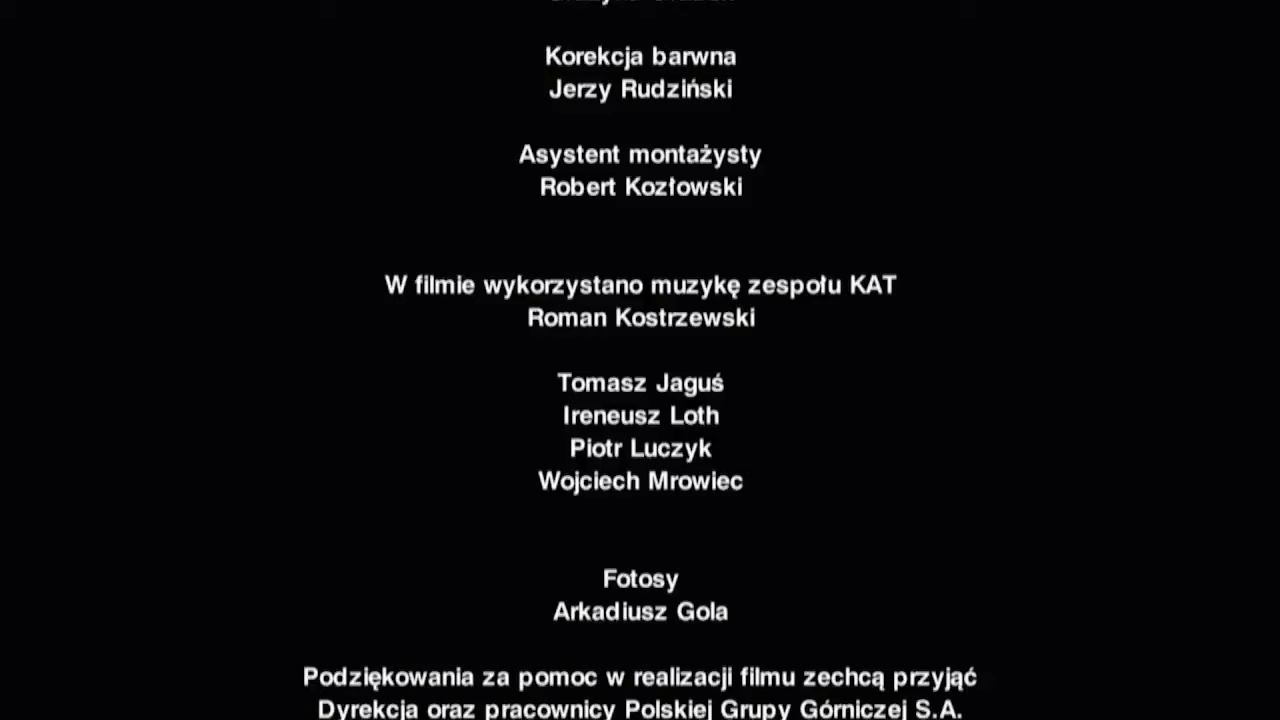 Korekcja barwna
Jerzy Rudziński
Asystent montażysty
Robert Kozłowski
W filmie wykorzystano muzykę zespołu KAT
Roman Kostrzewski
Tomasz Jaguś
Ireneusz Loth
Piotr Luczyk
Wojciech Mrowiec
Fotosy
Arkadiusz Gola
Podziękowania za pomoc w realizacji filmu zechcą przyjąć
Dyrekcja oraz pracownicy Polskiej Grupy Górniczej S.A.